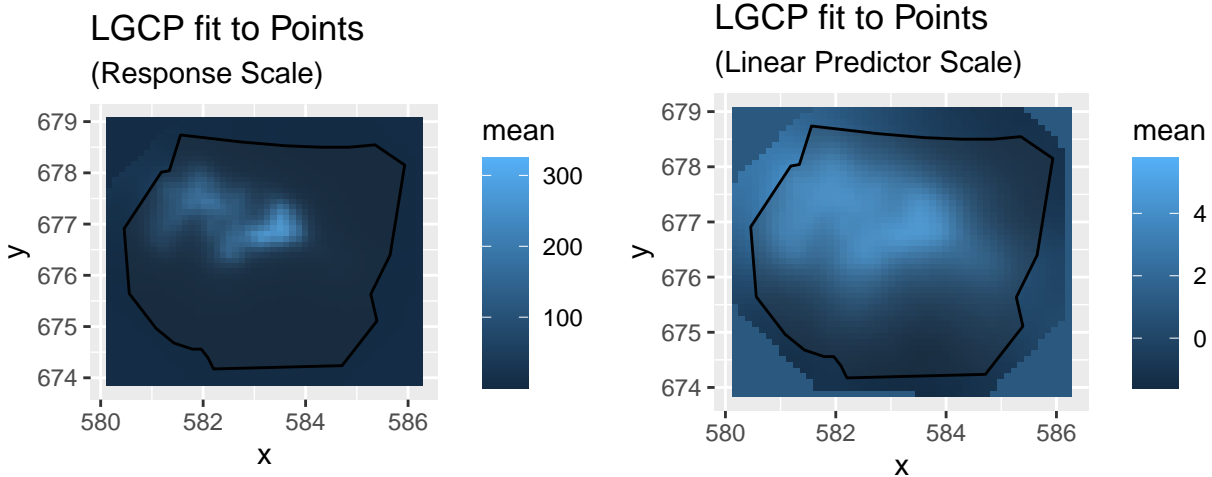 LGCP fit to Points
(Response Scale)
679
678
677
676
675
674
y
580 582 584 586
x
mean
300
200
100
LGCP fit to Points
(Linear Predictor Scale)
679
678
677
676
675
674
y
580 582 584 586
x
mean
4
2
0